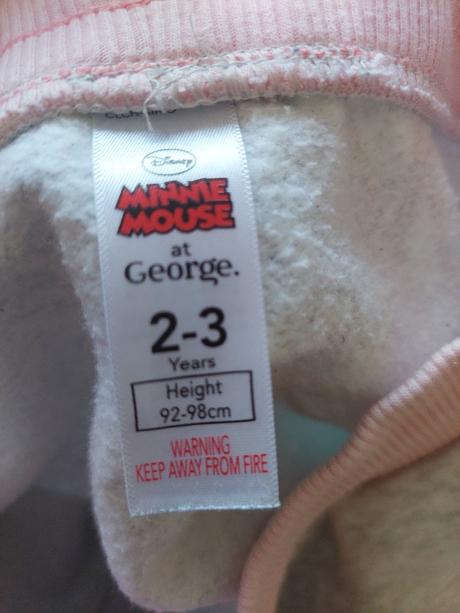 Disney
MINNIE
MOUSE
at
George.
2-3
Years
Height
92-98cm
WARNING
KEEP AWAY FROM FIRE